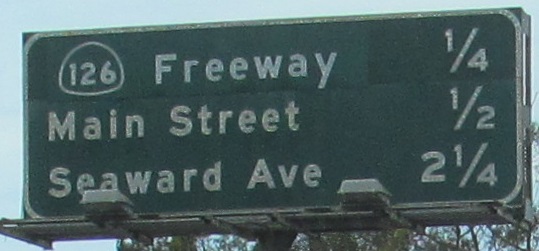 126 Freeway 1/4
Main Street 1/2
Seaward Ave 2 1/4